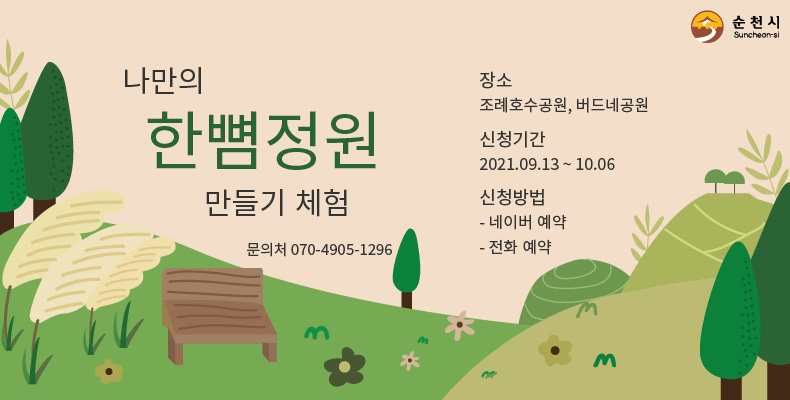 순천시
Suncheon-si
나만의
한뼘정원
만들기 체험
문의처 070-4905-1296
장소
조례호수공원, 버드네공원
신청기간
2021.09.13 ~ 10.06
신청방법
- 네이버 예약
- 전화 예약